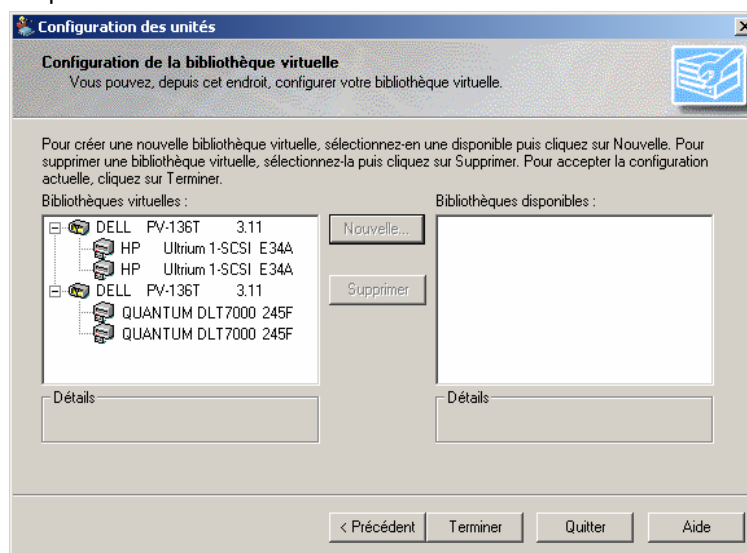 Configuration des unités
Configuration de la bibliothèque virtuelle
Vous pouvez, depuis cet endroit, configurer votre bibliothèque virtuelle.
Pour créer une nouvelle bibliothèque virtuelle, sélectionnez-en une disponible puis cliquez sur Nouvelle. Pour
supprimer une bibliothèque virtuelle, sélectionnez-la puis cliquez sur Supprimer. Pour accepter la configuration
actuelle, cliquez sur Terminer.
Bibliothèques virtuelles :
DELL PV-136T 3.11
HP Ultrium 1-SCSI E34A
HP Ultrium 1-SCSI E34A
DELL PV-136T 3.11
QUANTUM DLT7000 245F
QUANTUM DLT7000 245F
Nouvelle...
Supprimer
Bibliothèques disponibles :
Détails
Détails
< Précédent
Terminer
Quitter
Aide